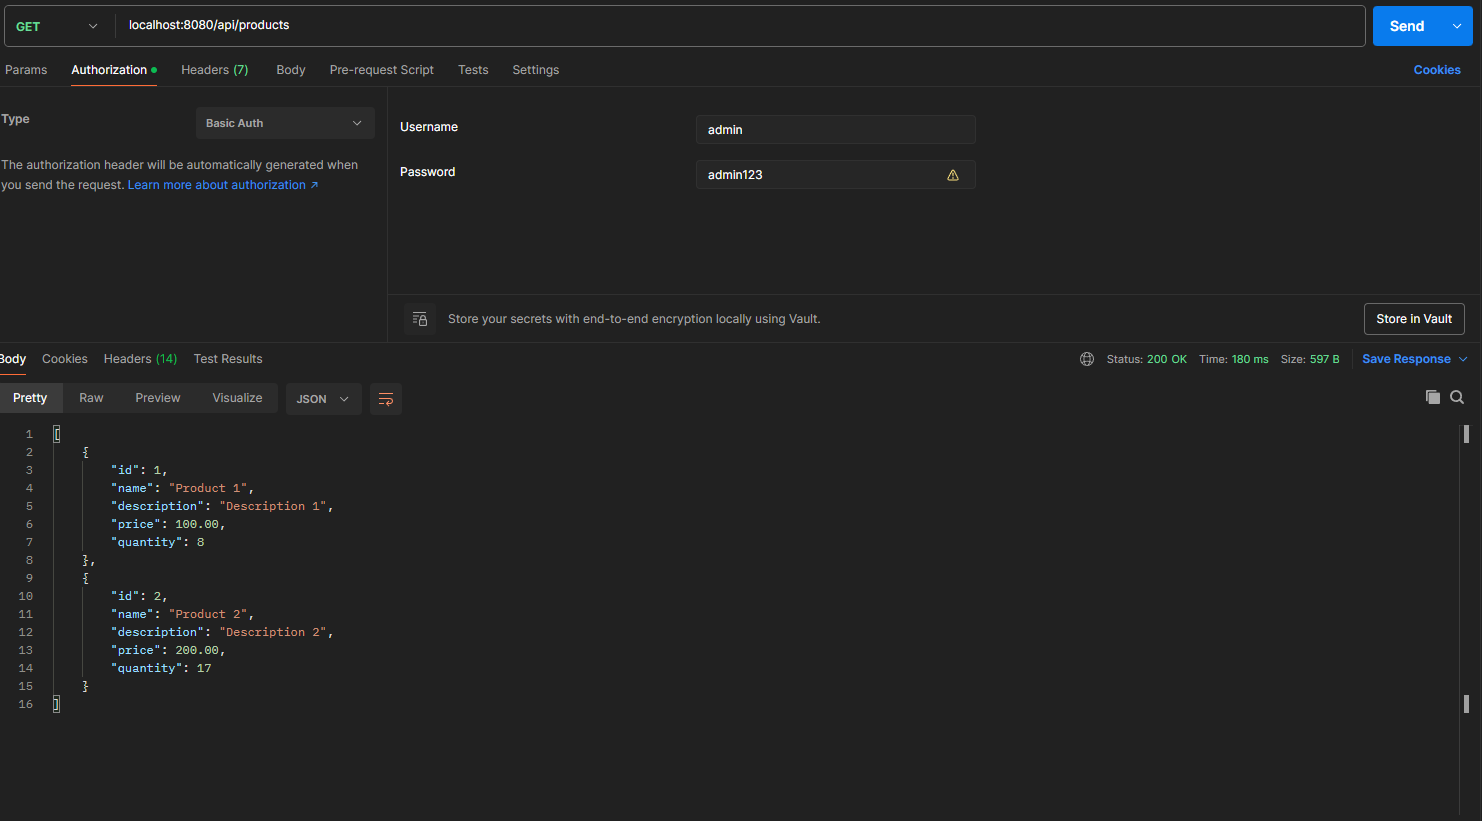 GET localhost:8080/api/products Send
Params Authorization Headers (7) Body Pre-request Script Tests Settings Cookies
Type Basic Auth
The authorization header will be automatically generated when
you send the request. Learn more about authorization ↗
Username admin
Password admin123
Store your secrets with end-to-end encryption locally using Vault. Store in Vault
Body Cookies Headers (14) Test Results Status: 200 OK Time: 180 ms Size: 597 B Save Response
Pretty Raw Preview Visualize JSON
1 [
2 {
3 "id": 1,
4 "name": "Product 1",
5 "description": "Description 1",
6 "price": 100.00,
7 "quantity": 8
8 },
9 {
10 "id": 2,
11 "name": "Product 2",
12 "description": "Description 2",
13 "price": 200.00,
14 "quantity": 17
15 }
16 ]